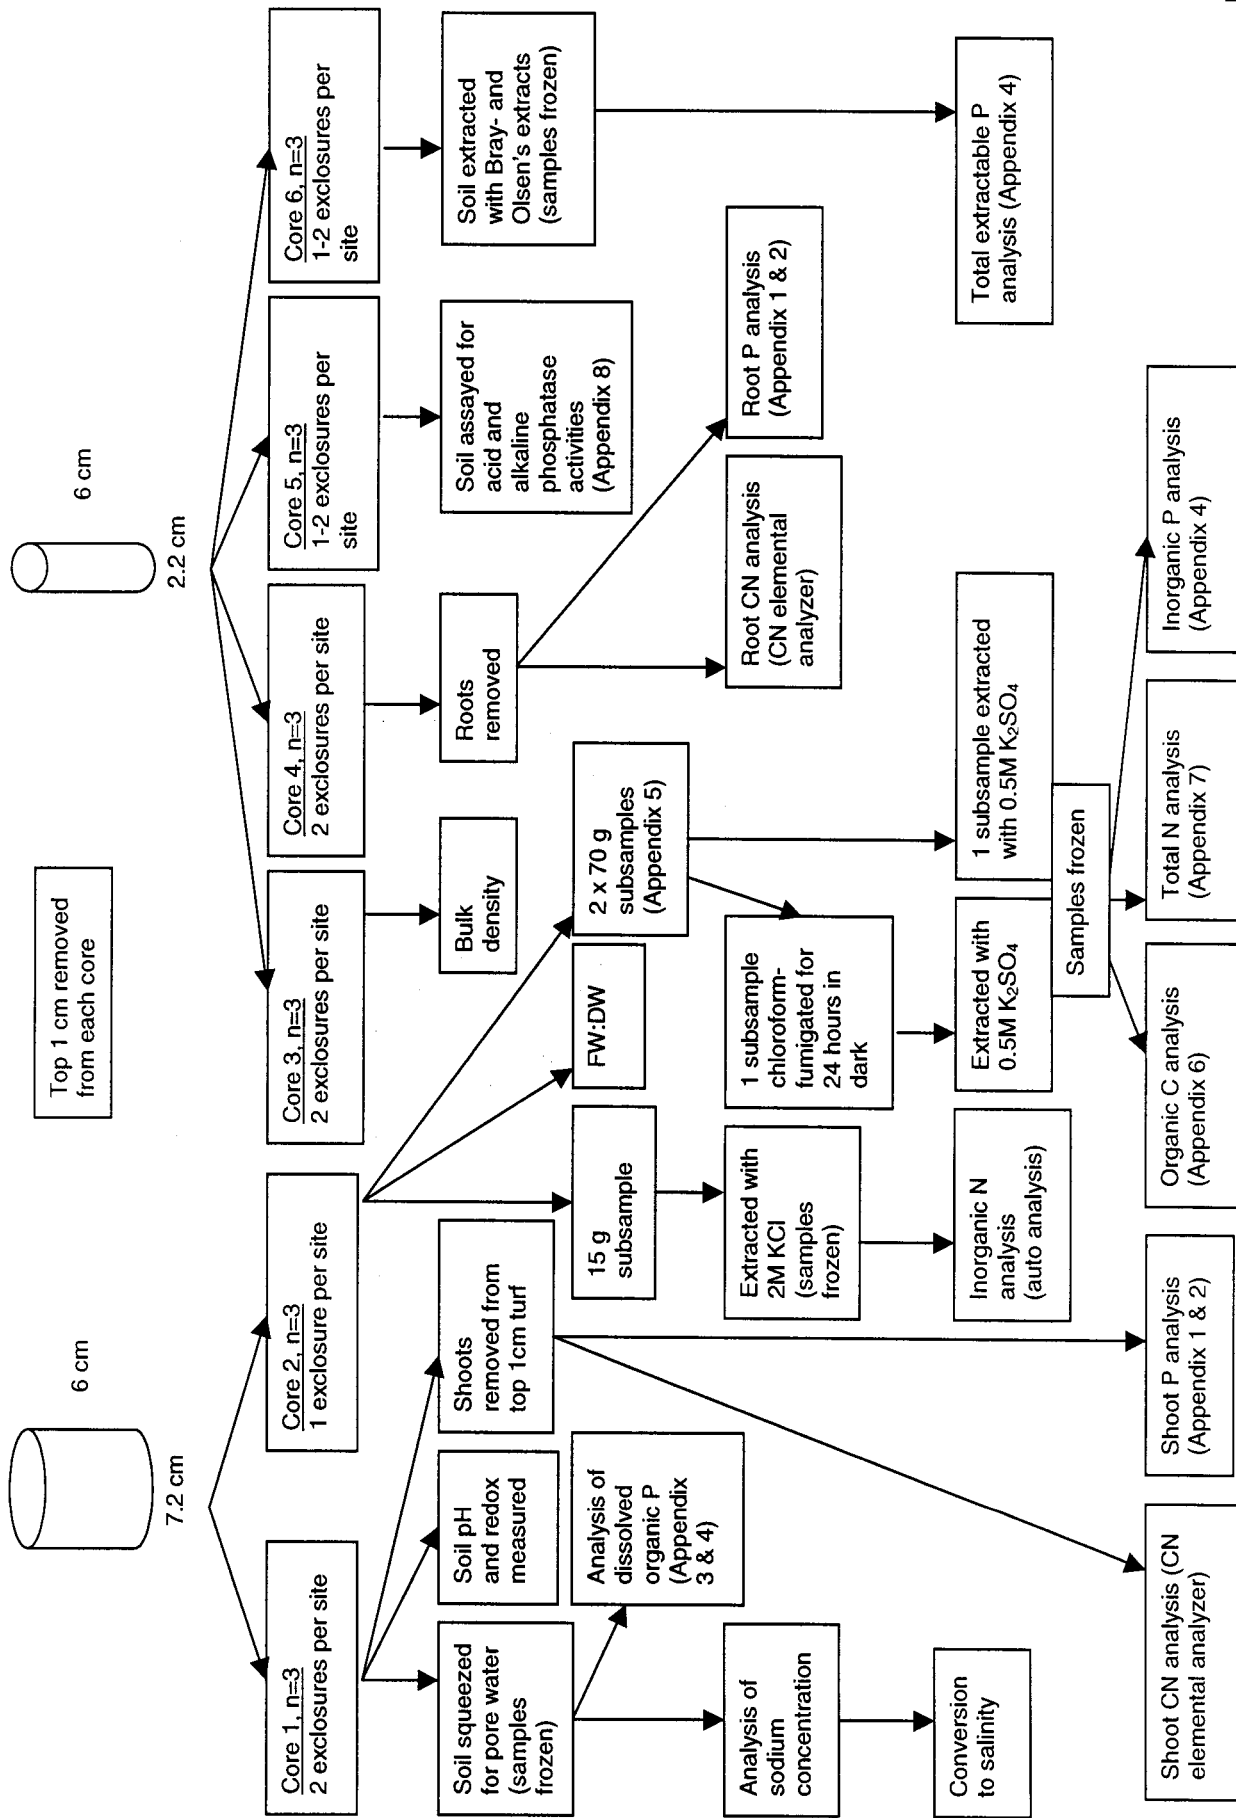 6 cm
7.2 cm
Top 1 cm removed
from each core
6 cm
2.2 cm
Core 1, n=3
2 exclosures per site
Core 2, n=3
1 exclosure per site
Core 3, n=3
2 exclosures per site
Core 4, n=3
2 exclosures per site
Core 5, n=3
1-2 exclosures per
site
Core 6, n=3
1-2 exclosures per
site
Soil squeezed
for pore water
(samples
frozen)
Soil pH
and redox
measured
Shoots
removed from
top 1cm turf
Bulk
density
Roots
removed
Soil assayed for
acid and
alkaline
phosphatase
activities
(Appendix 8)
Soil extracted
with Bray- and
Olsen's extracts
(samples frozen)
Analysis of
dissolved
organic P
(Appendix
3 & 4)
15 g
subsample
FW:DW
2 x 70 g
subsamples
(Appendix 5)
Analysis of
sodium
concentration
Extracted with
2M KCl
(samples
frozen)
1 subsample
chloroform-
fumigated for
24 hours in
dark
Root CN analysis
(CN elemental
analyzer)
Root P analysis
(Appendix 1 & 2)
Conversion
to salinity
Inorganic N
analysis
(auto analysis)
Extracted with
0.5M K₂SO₄
1 subsample extracted
with 0.5M K₂SO₄
Total extractable P
analysis (Appendix 4)
Samples frozen
Shoot CN analysis (CN
elemental analyzer)
Shoot P analysis
(Appendix 1 & 2)
Organic C analysis
(Appendix 6)
Total N analysis
(Appendix 7)
Inorganic P analysis
(Appendix 4)